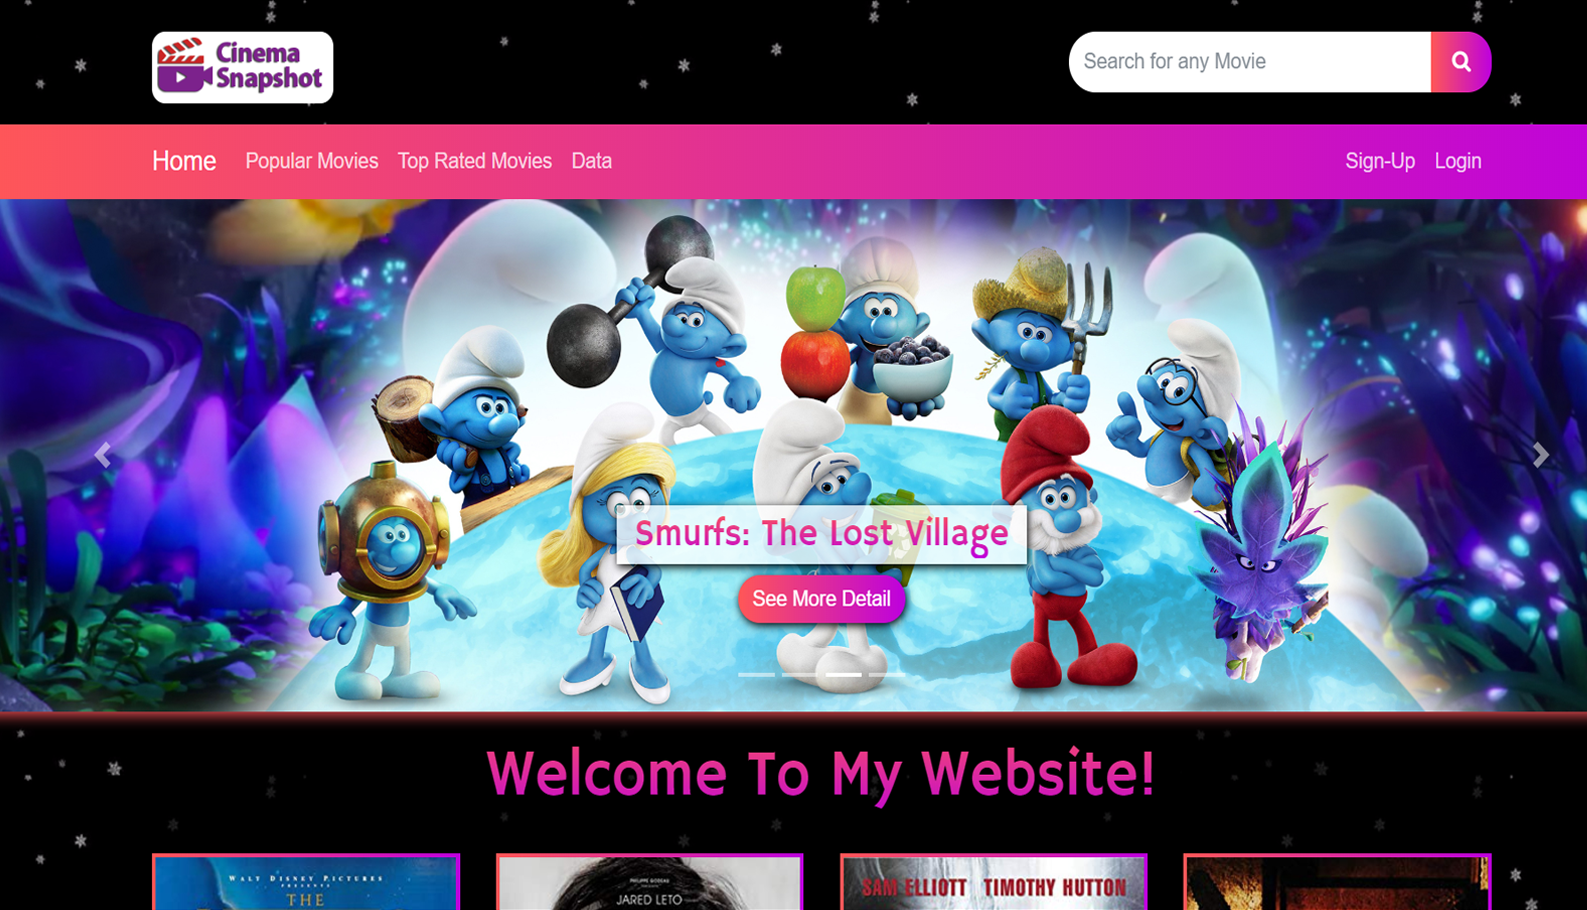 Cinema
Snapshot
Search for any Movie
Home Popular Movies Top Rated Movies Data Sign-Up Login
Smurfs: The Lost Village
See More Detail
Welcome To My Website!
WALT DISNEY PICTURES
PRESENTS
THE
PHILIPPE GODEAU
JARED LETO
SAM ELLIOTT TIMOTHY HUTTON